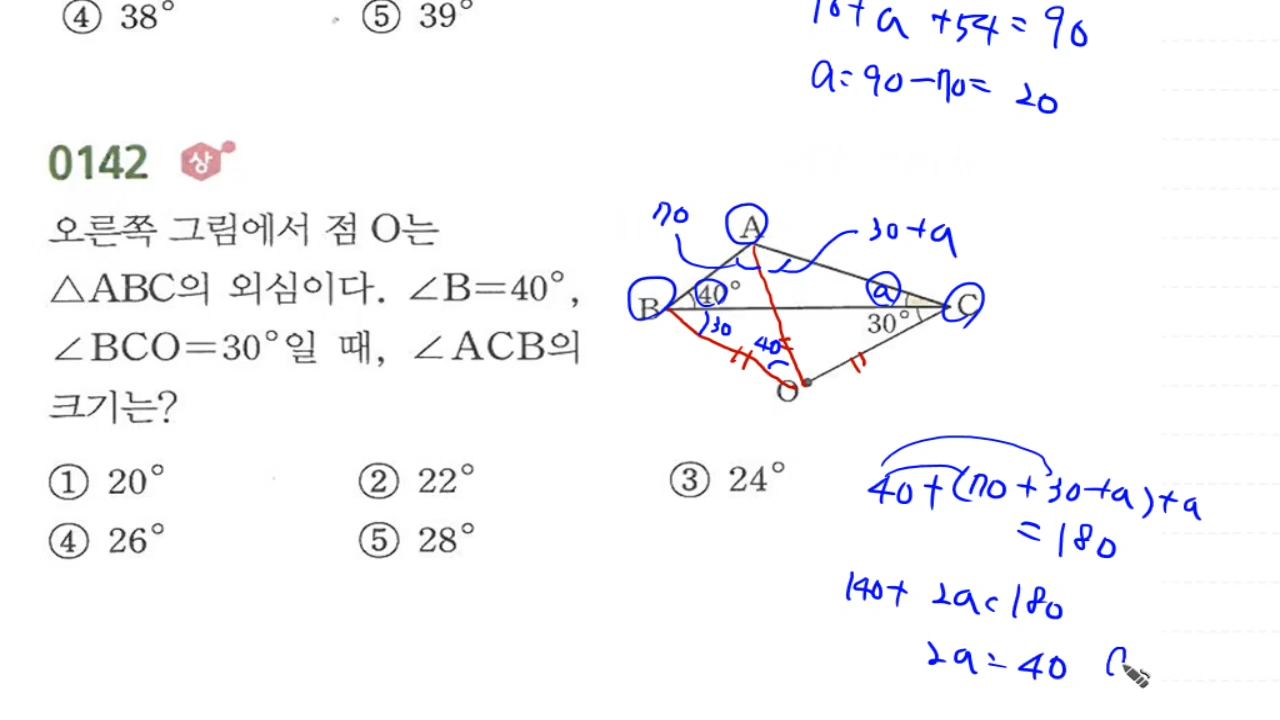 ④ 38° ⑤ 39°
10+a +54=90
a=90-70= 20
0142 상
오른쪽 그림에서 점 O는
△ABC의 외심이다. ∠B=40°,
∠BCO=30°일 때, ∠ACB의
크기는?
70 A 30+a
B 40° a C
30 30°
40
O
① 20° ② 22° ③ 24°
④ 26° ⑤ 28°
40+(70+30+a)+a
=180
140+ 2a=180
2a=40